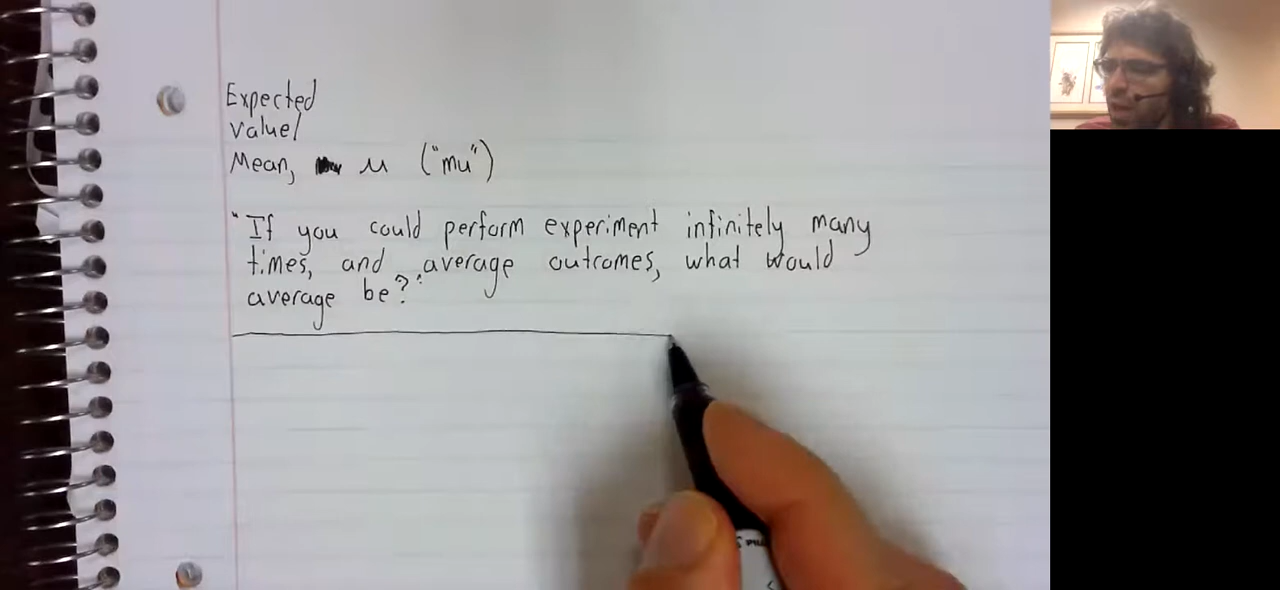 Expected
value/
Mean, μ ("mu")
"If you could perform experiment infinitely many
times, and average outcomes, what would
average be?"